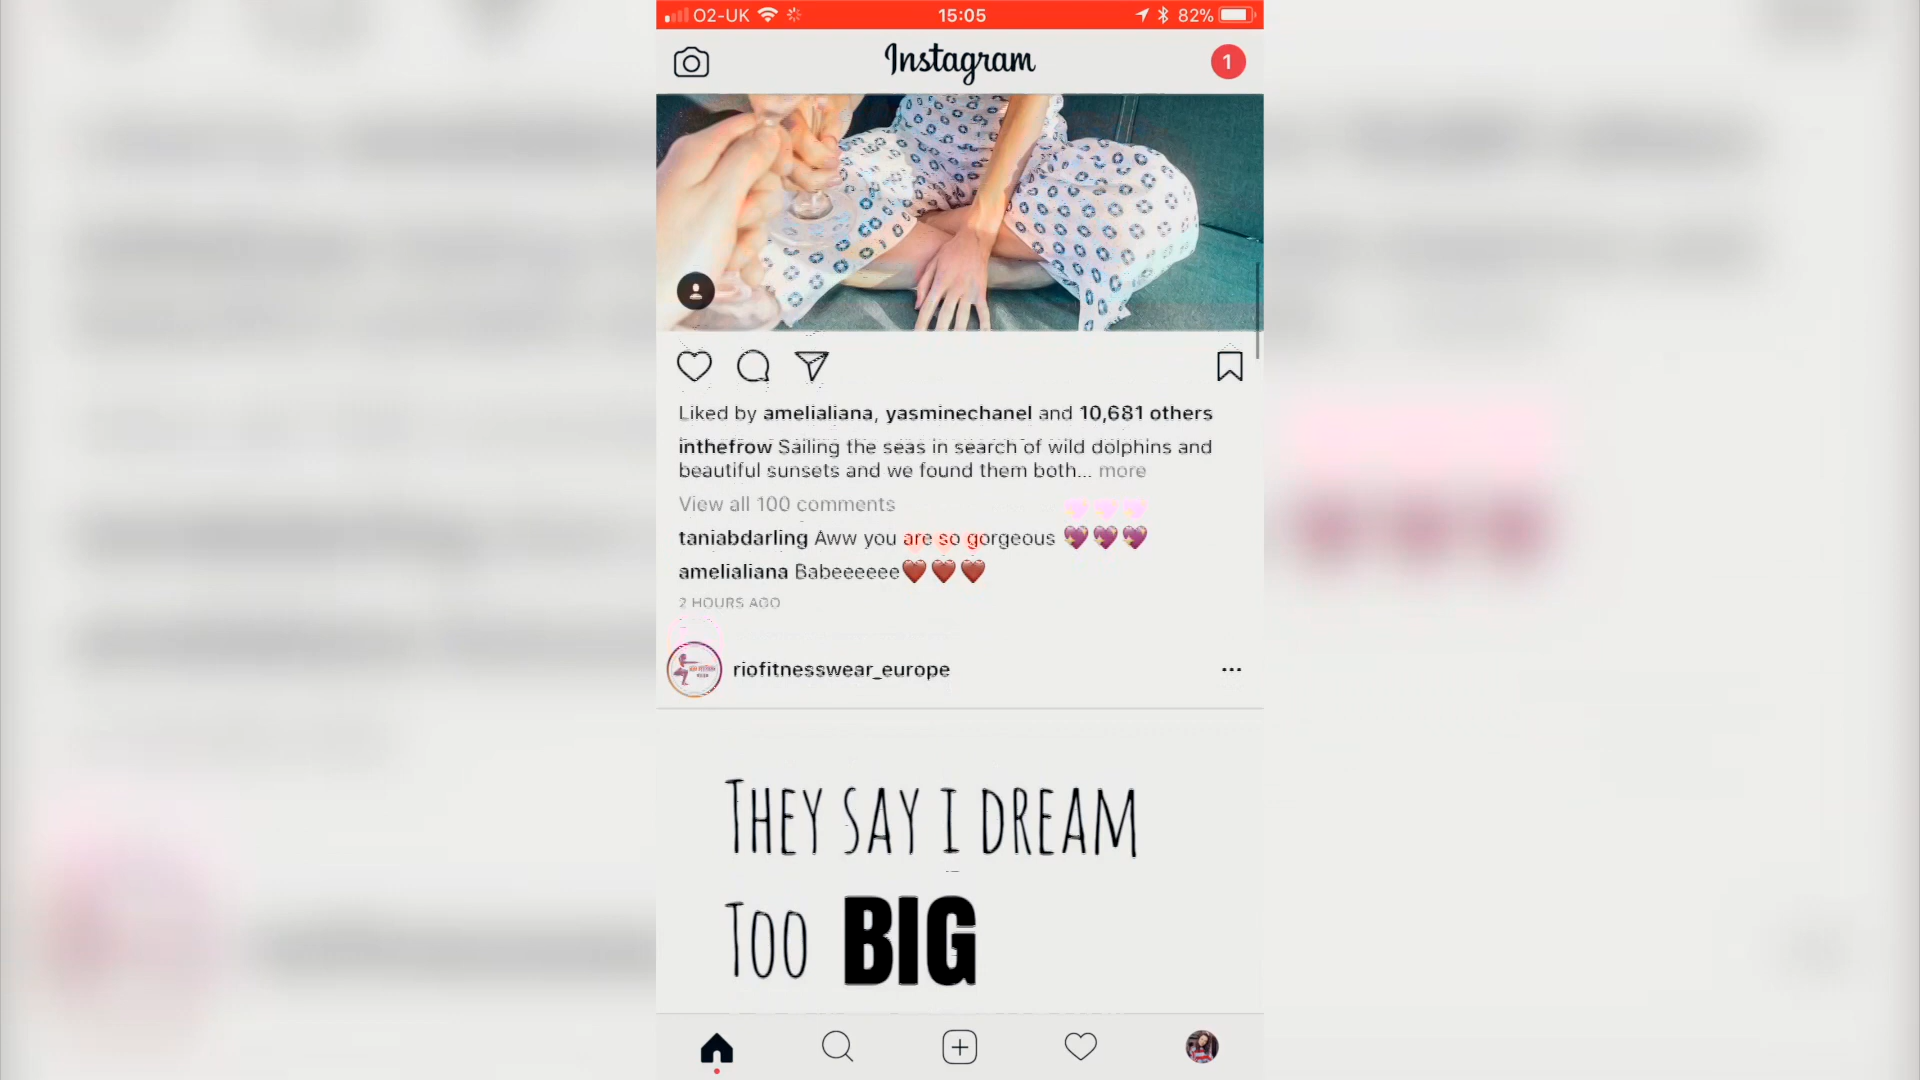 O2-UK 15:05 82%
Instagram 1
Liked by amelialiana, yasminechanel and 10,681 others
inthefrow Sailing the seas in search of wild dolphins and
beautiful sunsets and we found them both... more
View all 100 comments
taniabdarling Aww you are so gorgeous 💖💖💖
amelialiana Babeeeeee❤️❤️❤️
2 HOURS AGO
riofitnesswear_europe
THEY SAY I DREAM
TOO BIG